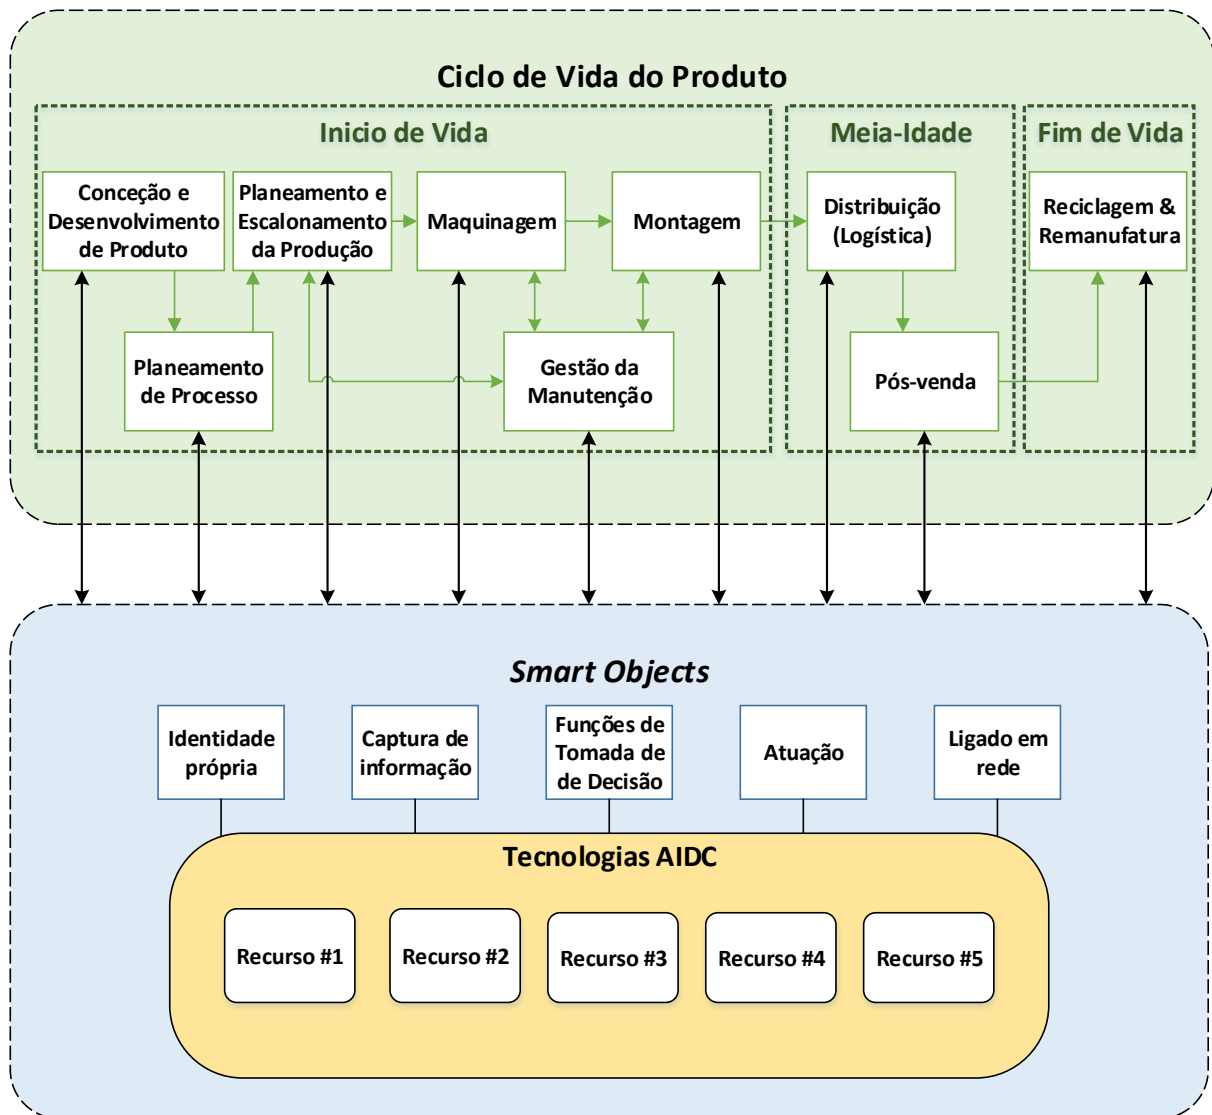 Ciclo de Vida do Produto
Inicio de Vida
Conceção e
Desenvolvimento
de Produto
Planeamento e
Escalonamento
da Produção
Maquinagem
Montagem
Planeamento
de Processo
Gestão da
Manutenção
Meia-Idade
Distribuição
(Logística)
Pós-venda
Fim de Vida
Reciclagem &
Remanufatura
Smart Objects
Identidade
própria
Captura de
informação
Funções de
Tomada de
de Decisão
Atuação
Ligado em
rede
Tecnologias AIDC
Recurso #1
Recurso #2
Recurso #3
Recurso #4
Recurso #5